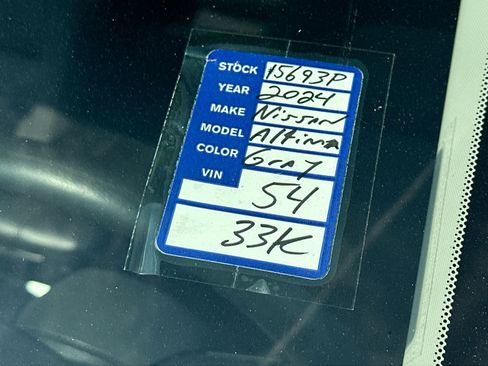 STOCK 15693P
YEAR 2024
MAKE Nissan
MODEL Altima
COLOR Gray
VIN
54
33K